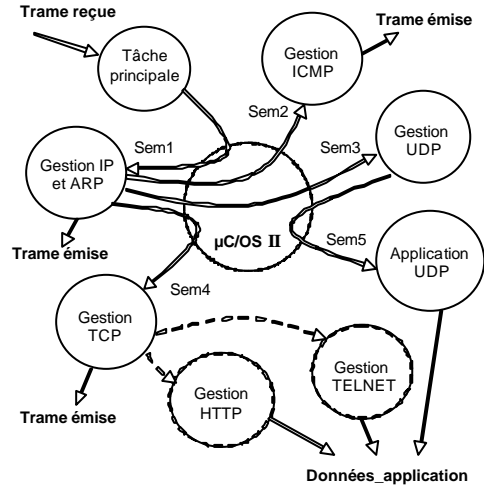 Trame reçue
Trame émise
Tâche
principale
Gestion
ICMP
Sem2
Sem1
Sem3
Gestion
UDP
Gestion IP
et ARP
µC/OS II
Sem5
Trame émise
Application
UDP
Sem4
Gestion
TCP
Gestion
TELNET
Gestion
HTTP
Trame émise
Données_application